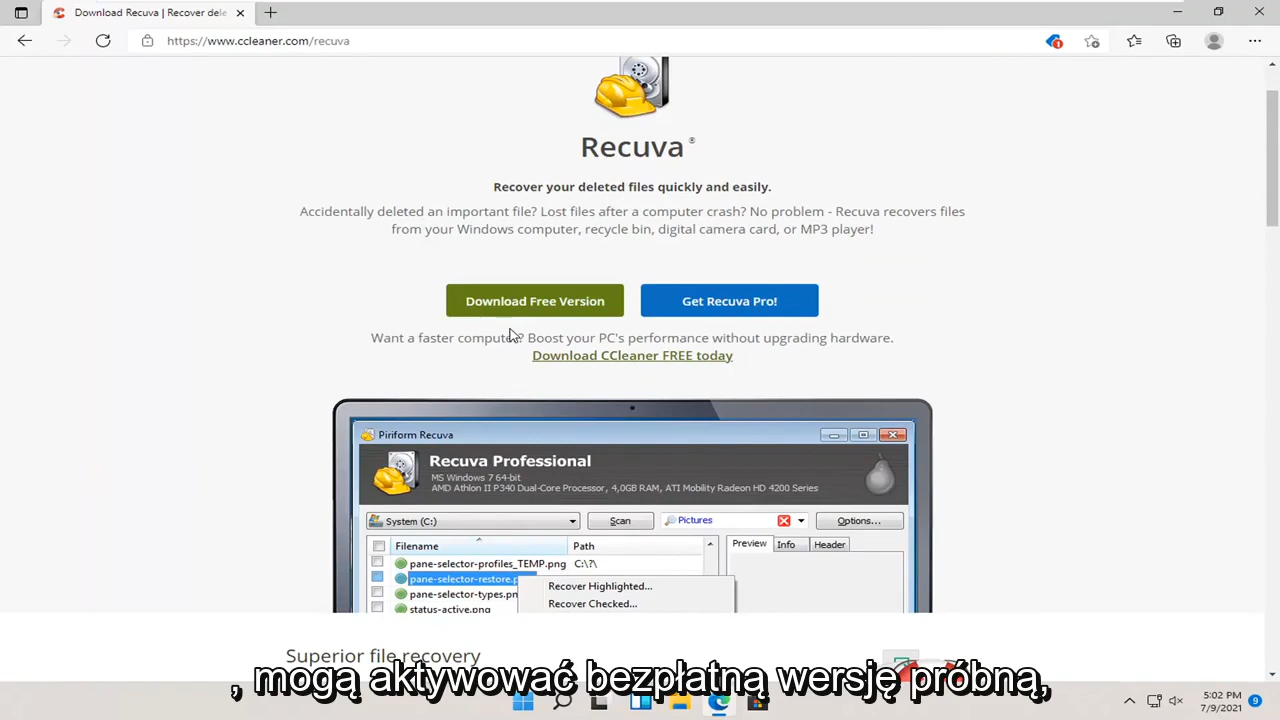 Download Recuva | Recover dele
https://www.ccleaner.com/recuva
1
Recuva®
Recover your deleted files quickly and easily.
Accidentally deleted an important file? Lost files after a computer crash? No problem - Recuva recovers files
from your Windows computer, recycle bin, digital camera card, or MP3 player!
Download Free Version
Get Recuva Pro!
Want a faster computer? Boost your PC's performance without upgrading hardware.
Download CCleaner FREE today
Piriform Recuva
Recuva Professional
MS Windows 7 64-bit
AMD Athlon II P340 Dual-Core Processor, 4,0GB RAM, ATI Mobility Radeon HD 4200 Series
System (C:)
Scan
Pictures
Options...
Filename
Path
Preview
Info
Header
pane-selector-profiles_TEMP.png
C:\?\
pane-selector-restore.p
Recover Highlighted...
pane-selector-types.pn
Recover Checked...
status-active.png
Superior file recovery
, mogą aktywować bezpłatną wersję próbną,
5:02 PM
7/9/2021
9